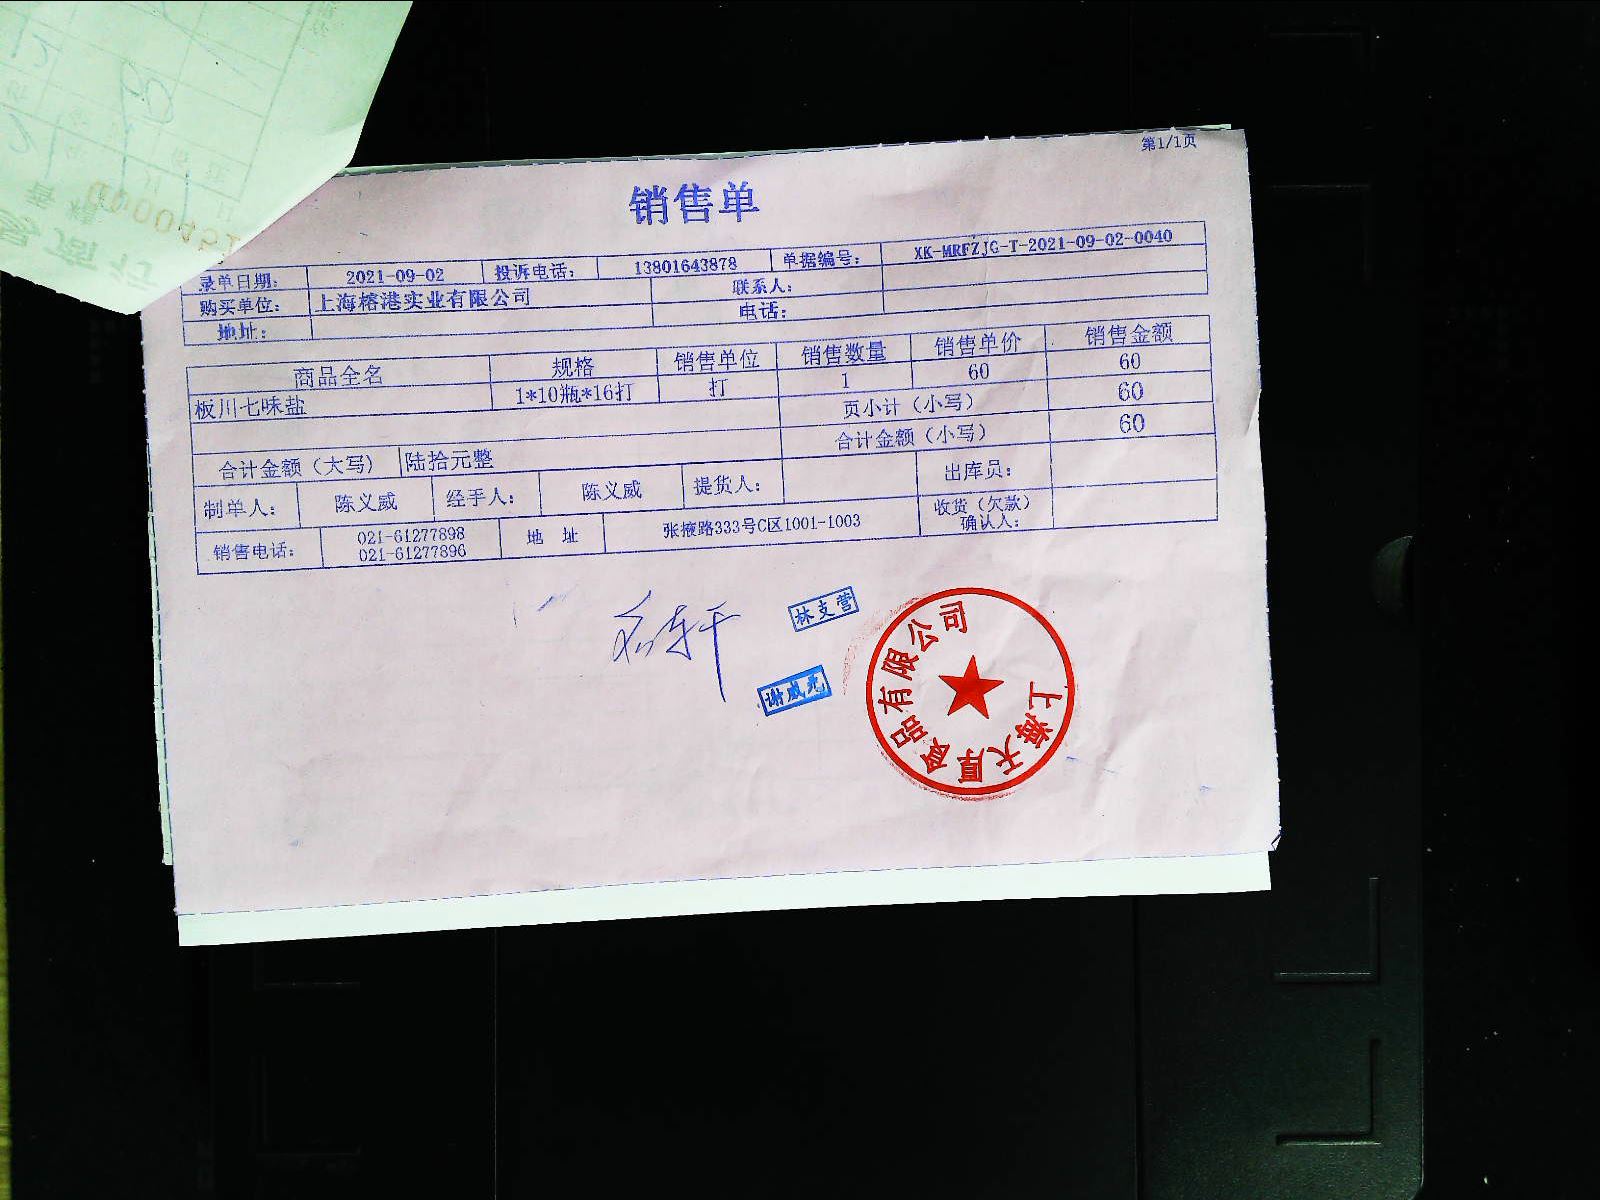 第1/1页
销售单
录单日期： 2021-09-02 投诉电话： 13801643878 单据编号： XK-MRFZJG-T-2021-09-02-0040
购买单位： 上海榕港实业有限公司 联系人：
地址： 电话：
商品全名 规格 销售单位 销售数量 销售单价 销售金额
板川七味盐 1*10瓶*16打 打 1 60 60
页小计（小写） 60
合计金额（小写） 60
合计金额（大写） 陆拾元整
制单人： 陈义威 经手人： 陈义威 提货人： 出库员：
销售电话： 021-61277898 地 址 张掖路333号C区1001-1003 收货（欠款）
021-61277896 确认人：
林支营
谢威尧
上海天厚食品有限公司
0000451